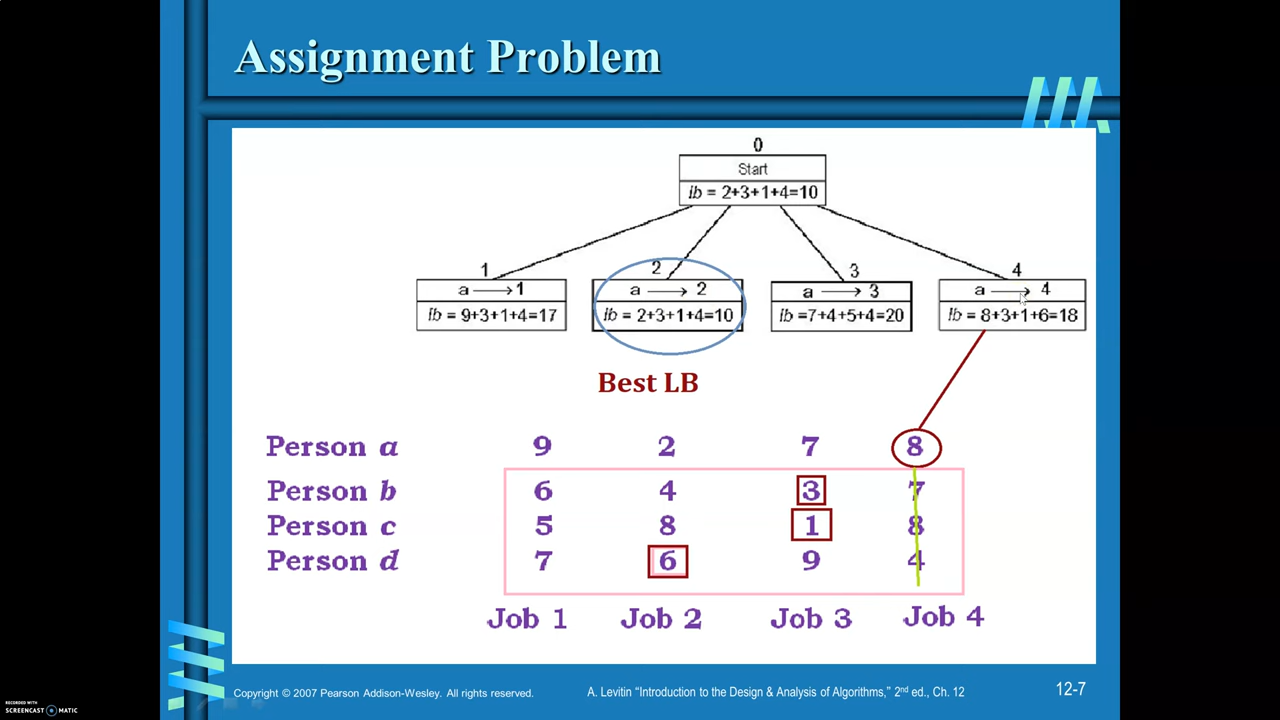 Assignment Problem
0
Start
lb = 2+3+1+4=10
1 2 3 4
a → 1 a → 2 a → 3 a → 4
lb = 9+3+1+4=17 lb = 2+3+1+4=10 lb =7+4+5+4=20 lb = 8+3+1+6=18
Best LB
Person a 9 2 7 8
Person b 6 4 3 7
Person c 5 8 1 8
Person d 7 6 9 4
Job 1 Job 2 Job 3 Job 4
Copyright © 2007 Pearson Addison-Wesley. All rights reserved. A. Levitin "Introduction to the Design & Analysis of Algorithms," 2nd ed., Ch. 12 12-7
RECORDED WITH
SCREENCAST MATIC